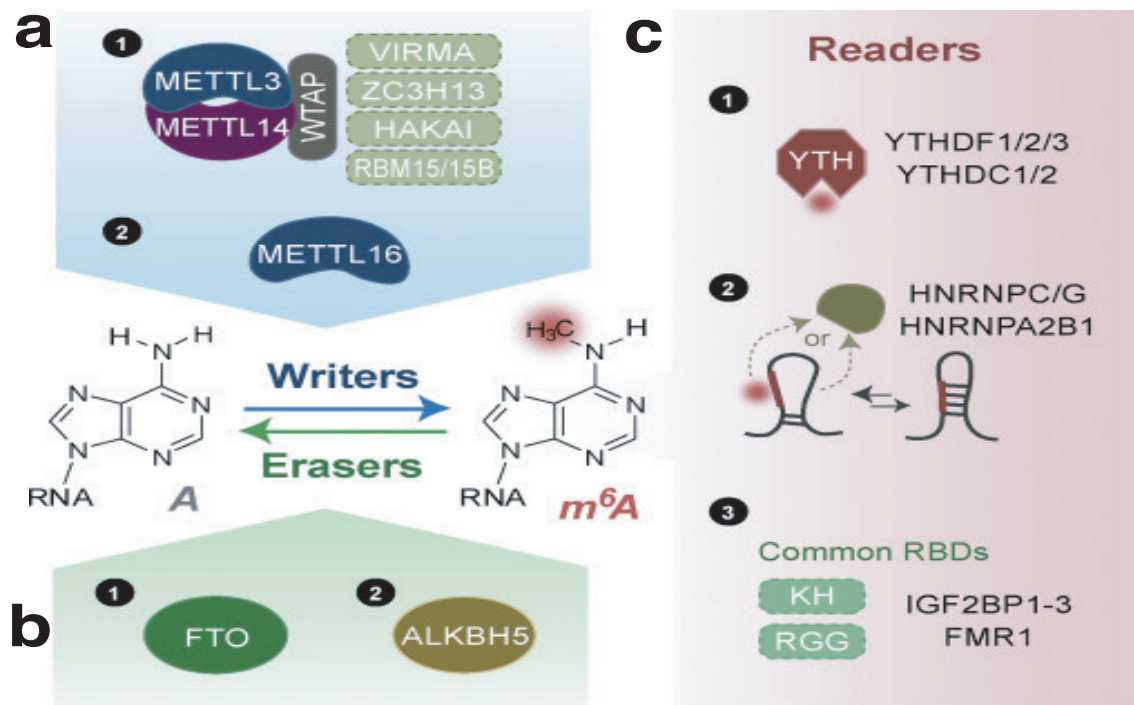 a
1
METTL3
METTL14
WTAP
VIRMA
ZC3H13
HAKAI
RBM15/15B
2
METTL16
H
H
N
N
N
N
N
RNA
A
Writers
Erasers
H₃C
H
N
N
N
N
N
RNA
m⁶A
b
1
FTO
2
ALKBH5
c
Readers
1
YTH
YTHDF1/2/3
YTHDC1/2
2
HNRNPC/G
HNRNPA2B1
or
3
Common RBDs
KH
RGG
IGF2BP1-3
FMR1